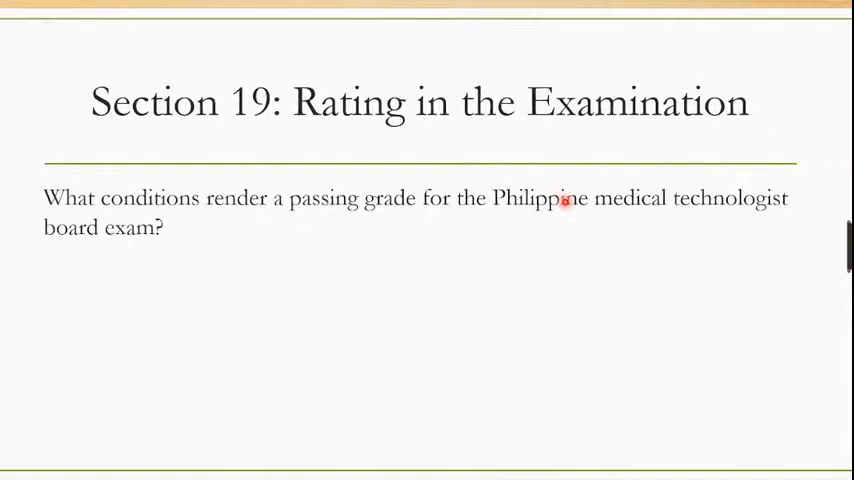 Section 19: Rating in the Examination
What conditions render a passing grade for the Philippine medical technologist
board exam?